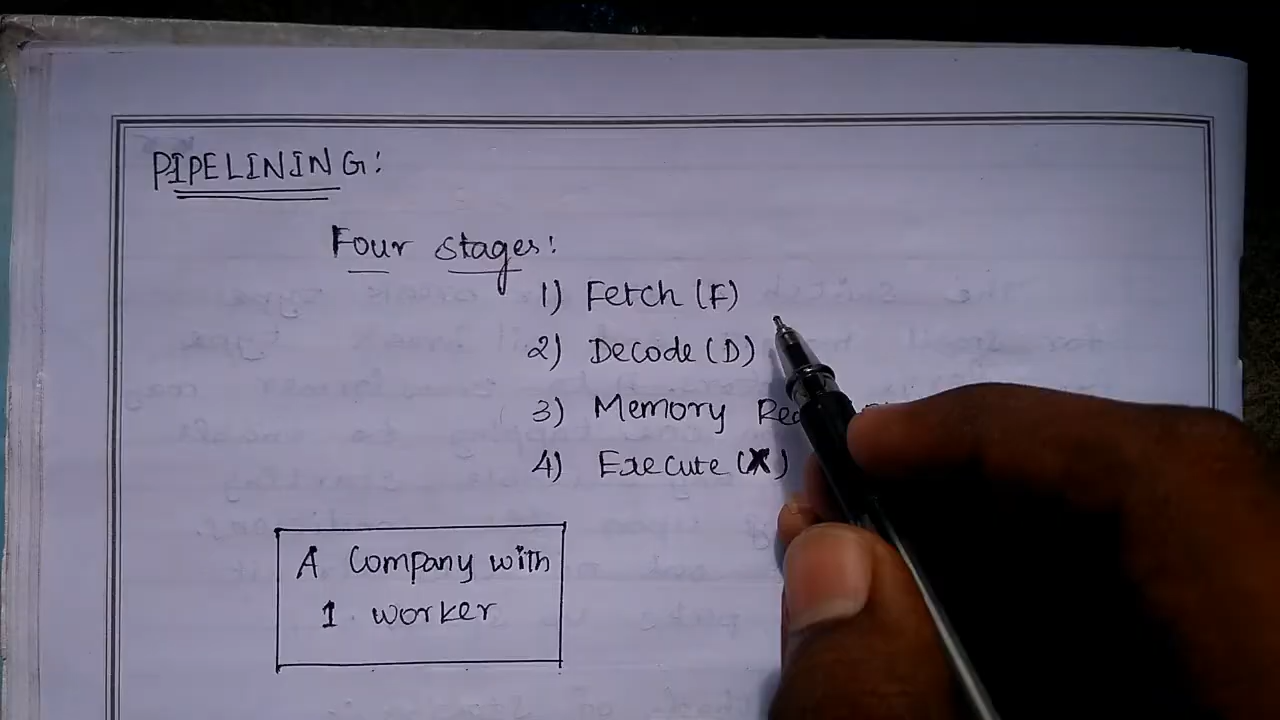 PIPELINING:
Four stages:
1) Fetch (F)
2) Decode (D)
3) Memory
4) Execute (X)
A Company with
1 worker